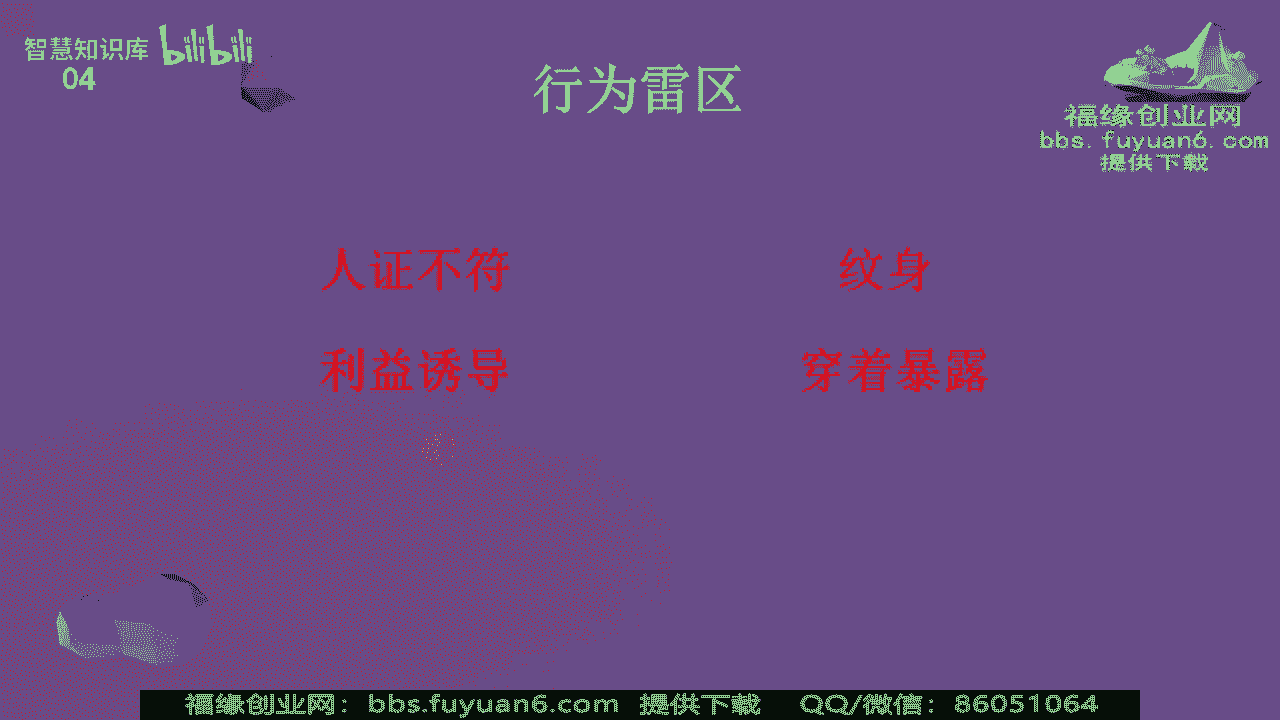 智慧知识库 bilibili
04
行为雷区
福缘创业网
bbs.fuyuan6.com
提供下载
人证不符
纹身
利益诱导
穿着暴露
福缘创业网：bbs.fuyuan6.com 提供下载 QQ/微信：86051064